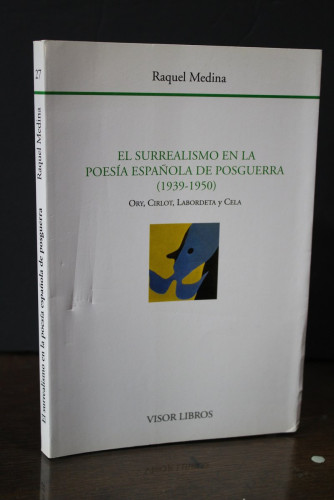 Raquel Medina
EL SURREALISMO EN LA
POESÍA ESPAÑOLA DE POSGUERRA
(1939-1950)
ORY, CIRLOT, LABORDETA Y CELA
VISOR LIBROS
27
Raquel Medina
El surrealismo en la poesía española de posguerra